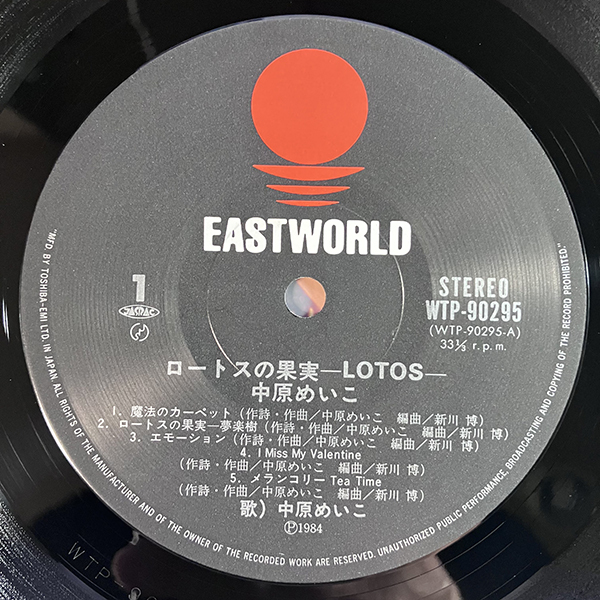 EASTWORLD
1
JASRAC
STEREO
WTP-90295
(WTP-90295-A)
33⅓ r.p.m.
ロートスの果実—LOTOS—
中原めいこ
1. 魔法のカーペット(作詩・作曲/中原めいこ 編曲/新川 博)
2. ロートスの果実—夢楽樹(作詩・作曲/中原めいこ 編曲/新川 博)
3. エモーション(作詩・作曲/中原めいこ 編曲/新川 博)
4. I Miss My Valentine
(作詩・作曲/中原めいこ 編曲/新川 博)
5. メランコリー Tea Time
(作詩・作曲/中原めいこ 編曲/新川 博)
歌)中原めいこ
Ⓟ1984
"MFD. BY TOSHIBA-EMI LTD. IN JAPAN. ALL RIGHTS OF THE MANUFACTURER AND OF THE OWNER OF THE RECORDED WORK ARE RESERVED. UNAUTHORIZED PUBLIC PERFORMANCE, BROADCASTING AND COPYING OF THE RECORD PROHIBITED."